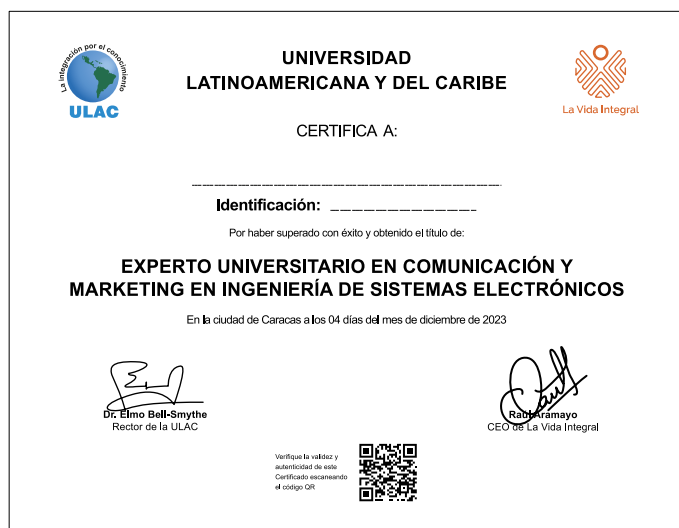 La integración por el conocimiento
ULAC
UNIVERSIDAD
LATINOAMERICANA Y DEL CARIBE
La Vida Integral
CERTIFICA A:
Identificación:
Por haber superado con éxito y obtenido el título de:
EXPERTO UNIVERSITARIO EN COMUNICACIÓN Y
MARKETING EN INGENIERÍA DE SISTEMAS ELECTRÓNICOS
En la ciudad de Caracas a los 04 días del mes de diciembre de 2023
Dr. Elmo Bell-Smythe
Rector de la ULAC
Raúl Aramayo
CEO de La Vida Integral
Verifique la validez y
autenticidad de este
Certificado escaneando
el código QR